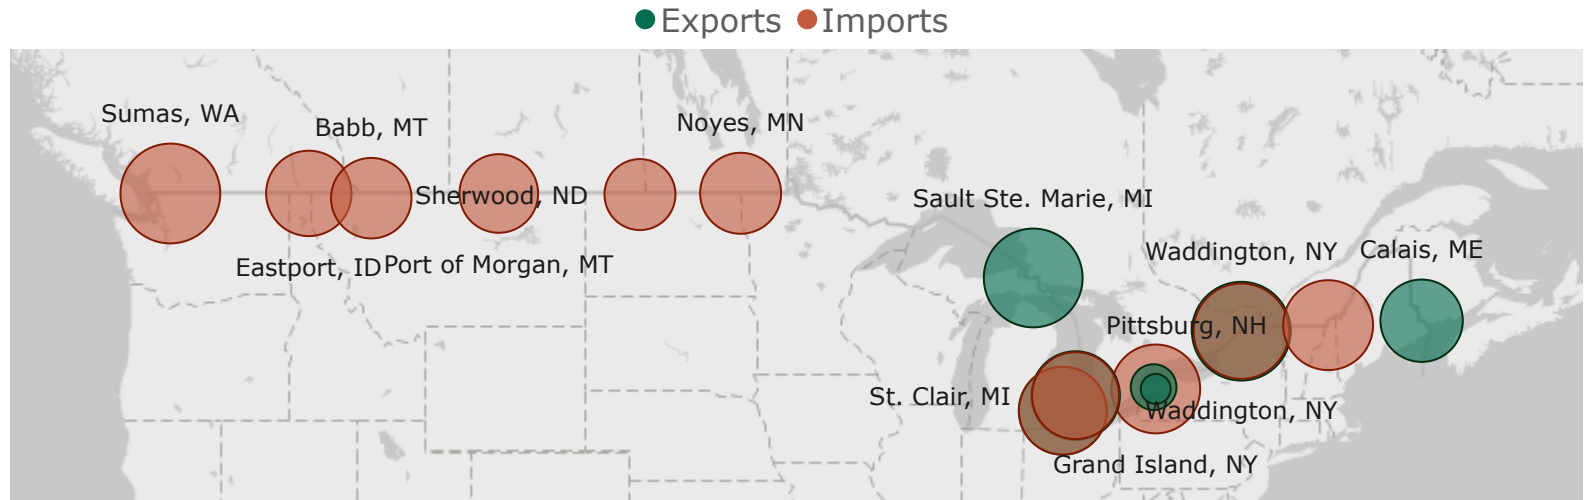 Exports Imports
Sumas, WA
Babb, MT
Noyes, MN
Sherwood, ND
Sault Ste. Marie, MI
Waddington, NY
Calais, ME
Eastport, ID
Port of Morgan, MT
Pittsburg, NH
St. Clair, MI
Waddington, NY
Grand Island, NY